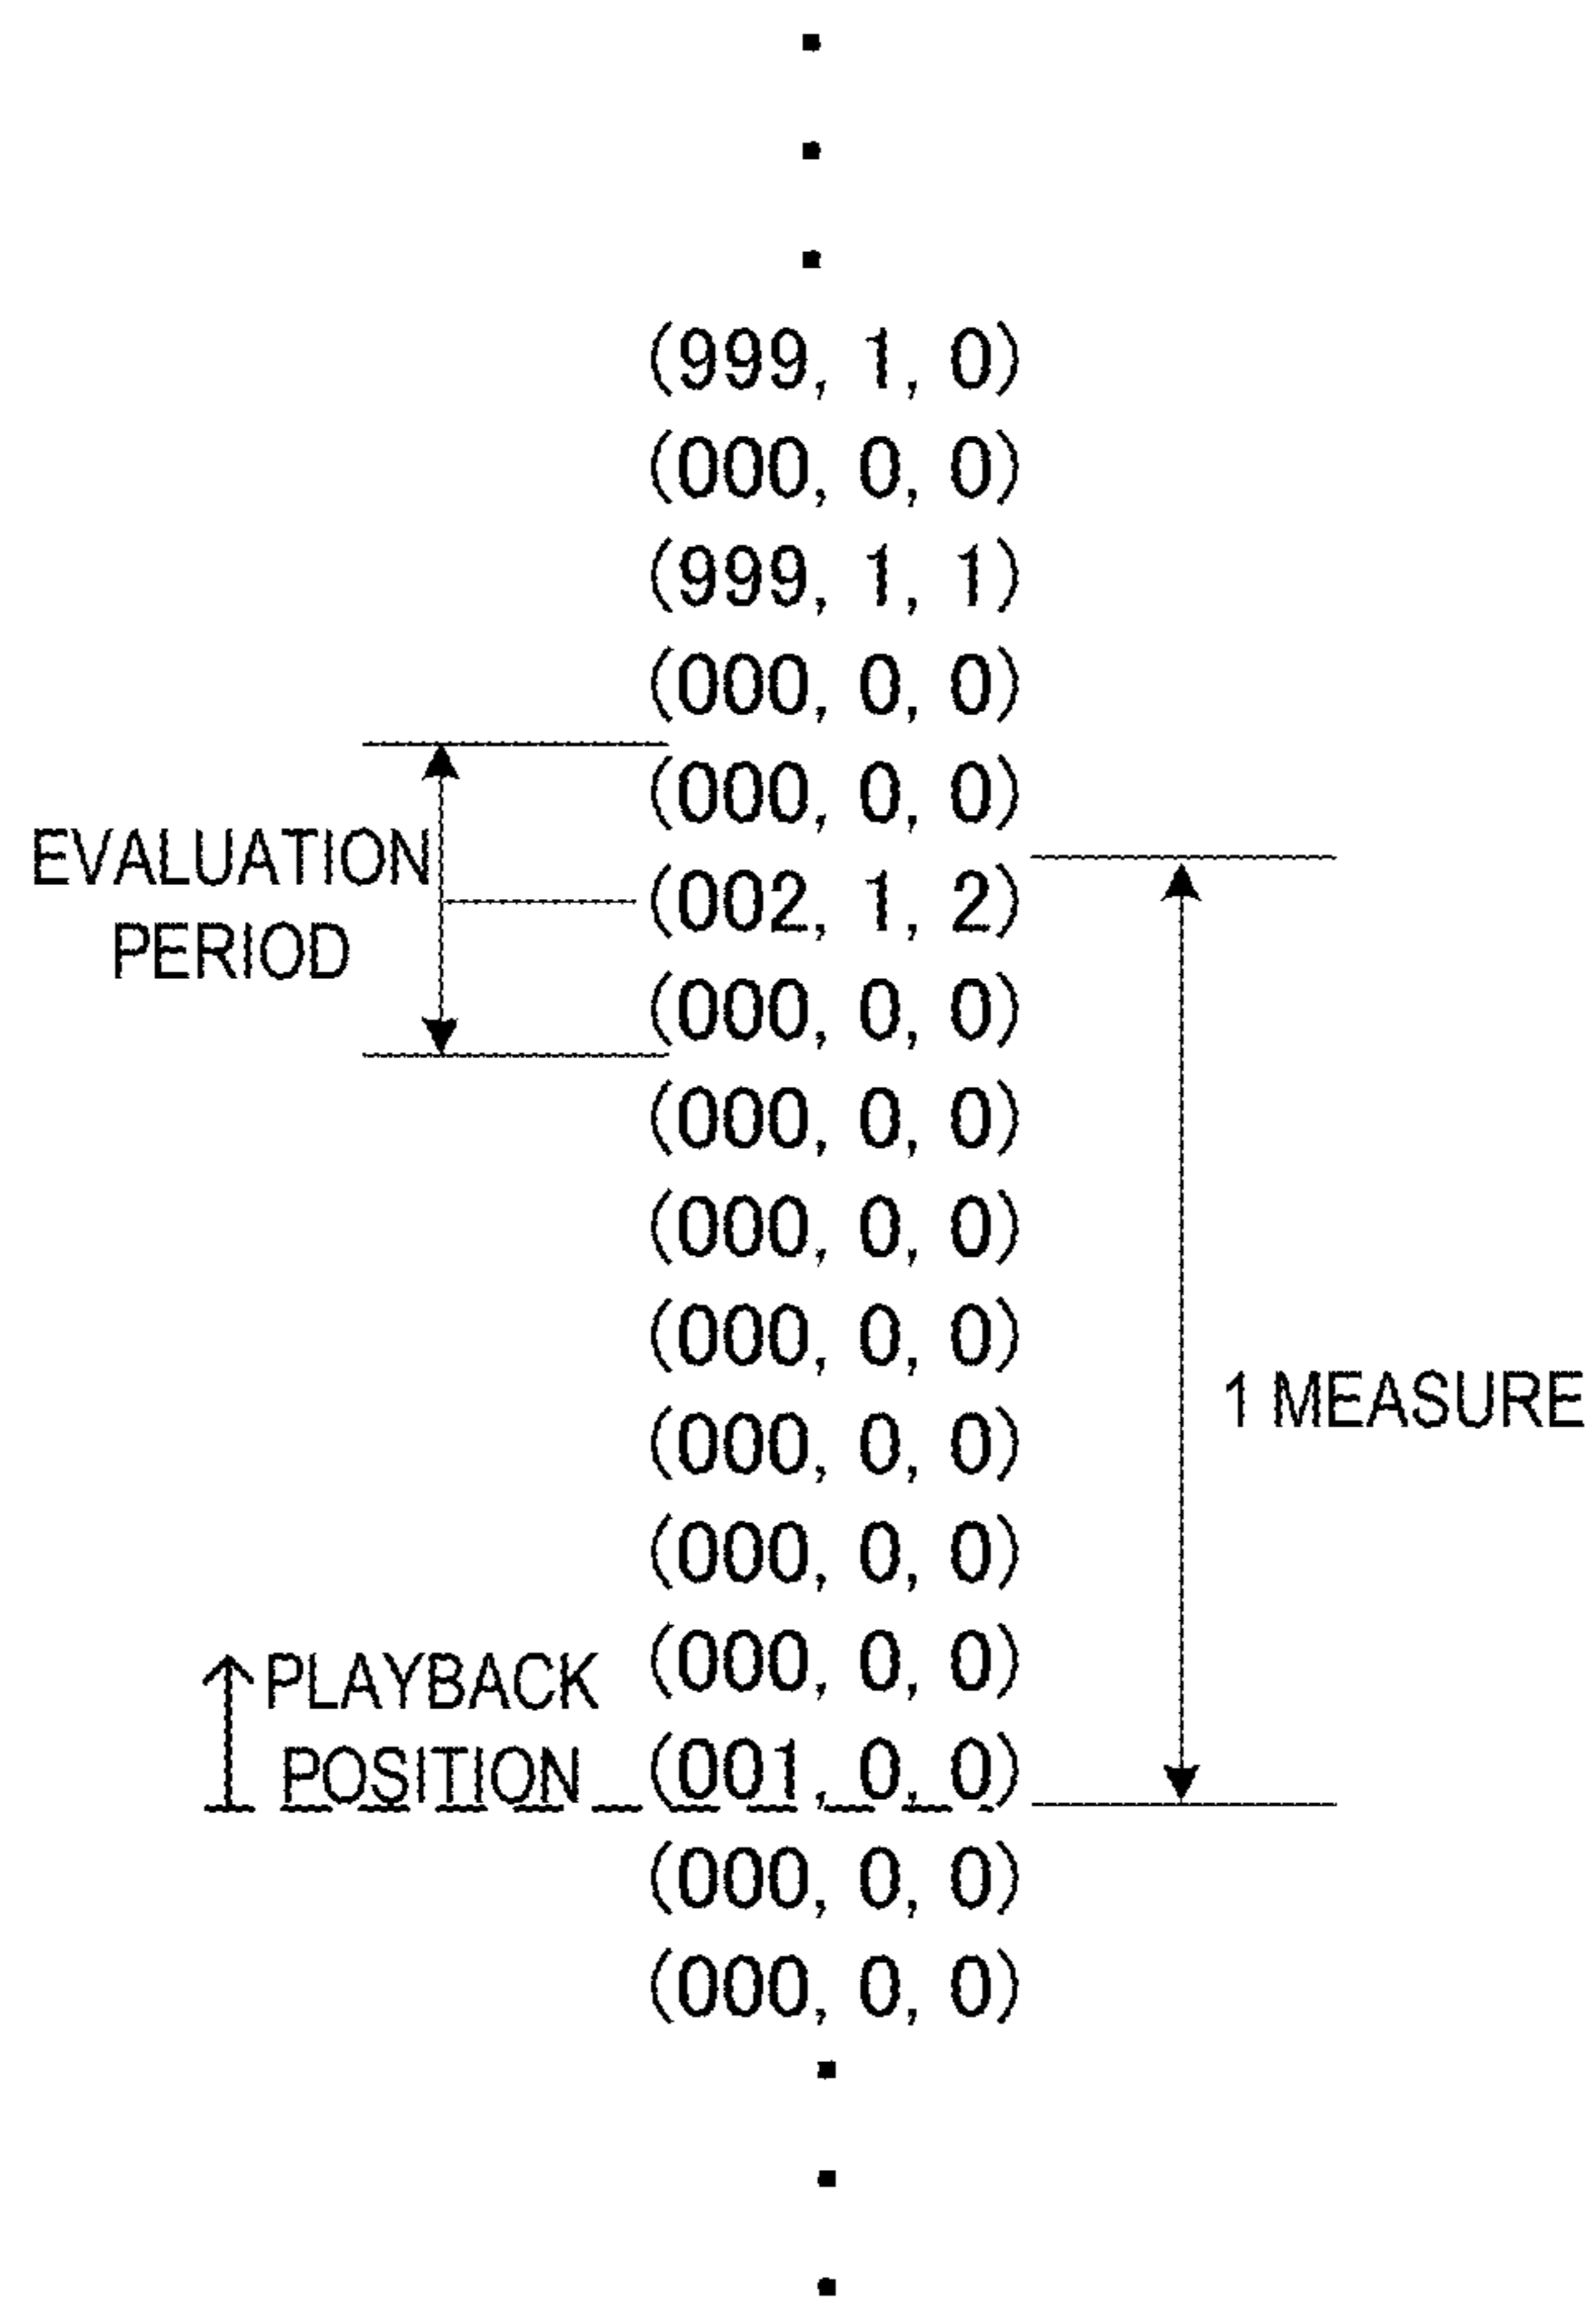 (999, 1, 0)
(000, 0, 0)
(999, 1, 1)
(000, 0, 0)
(000, 0, 0)
EVALUATION
PERIOD
(002, 1, 2)
(000, 0, 0)
(000, 0, 0)
(000, 0, 0)
(000, 0, 0)
(000, 0, 0)
1 MEASURE
(000, 0, 0)
PLAYBACK
POSITION
(000, 0, 0)
(001, 0, 0)
(000, 0, 0)
(000, 0, 0)